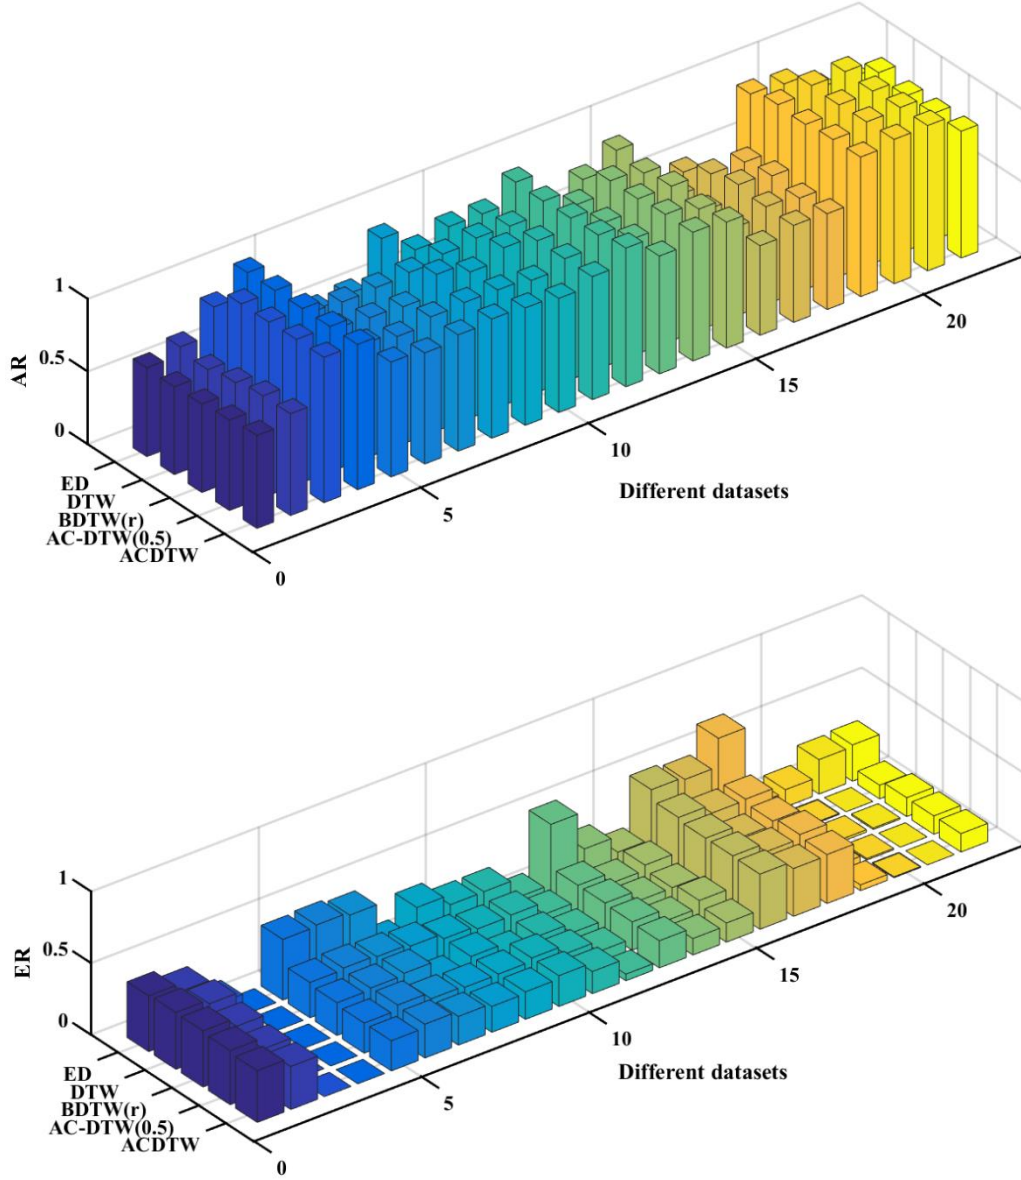 1
0.5
0
AR
ED
DTW
BDTW(r)
AC-DTW(0.5)
ACDTW
0
5
10
15
20
Different datasets
1
0.5
0
ER
ED
DTW
BDTW(r)
AC-DTW(0.5)
ACDTW
0
5
10
15
20
Different datasets